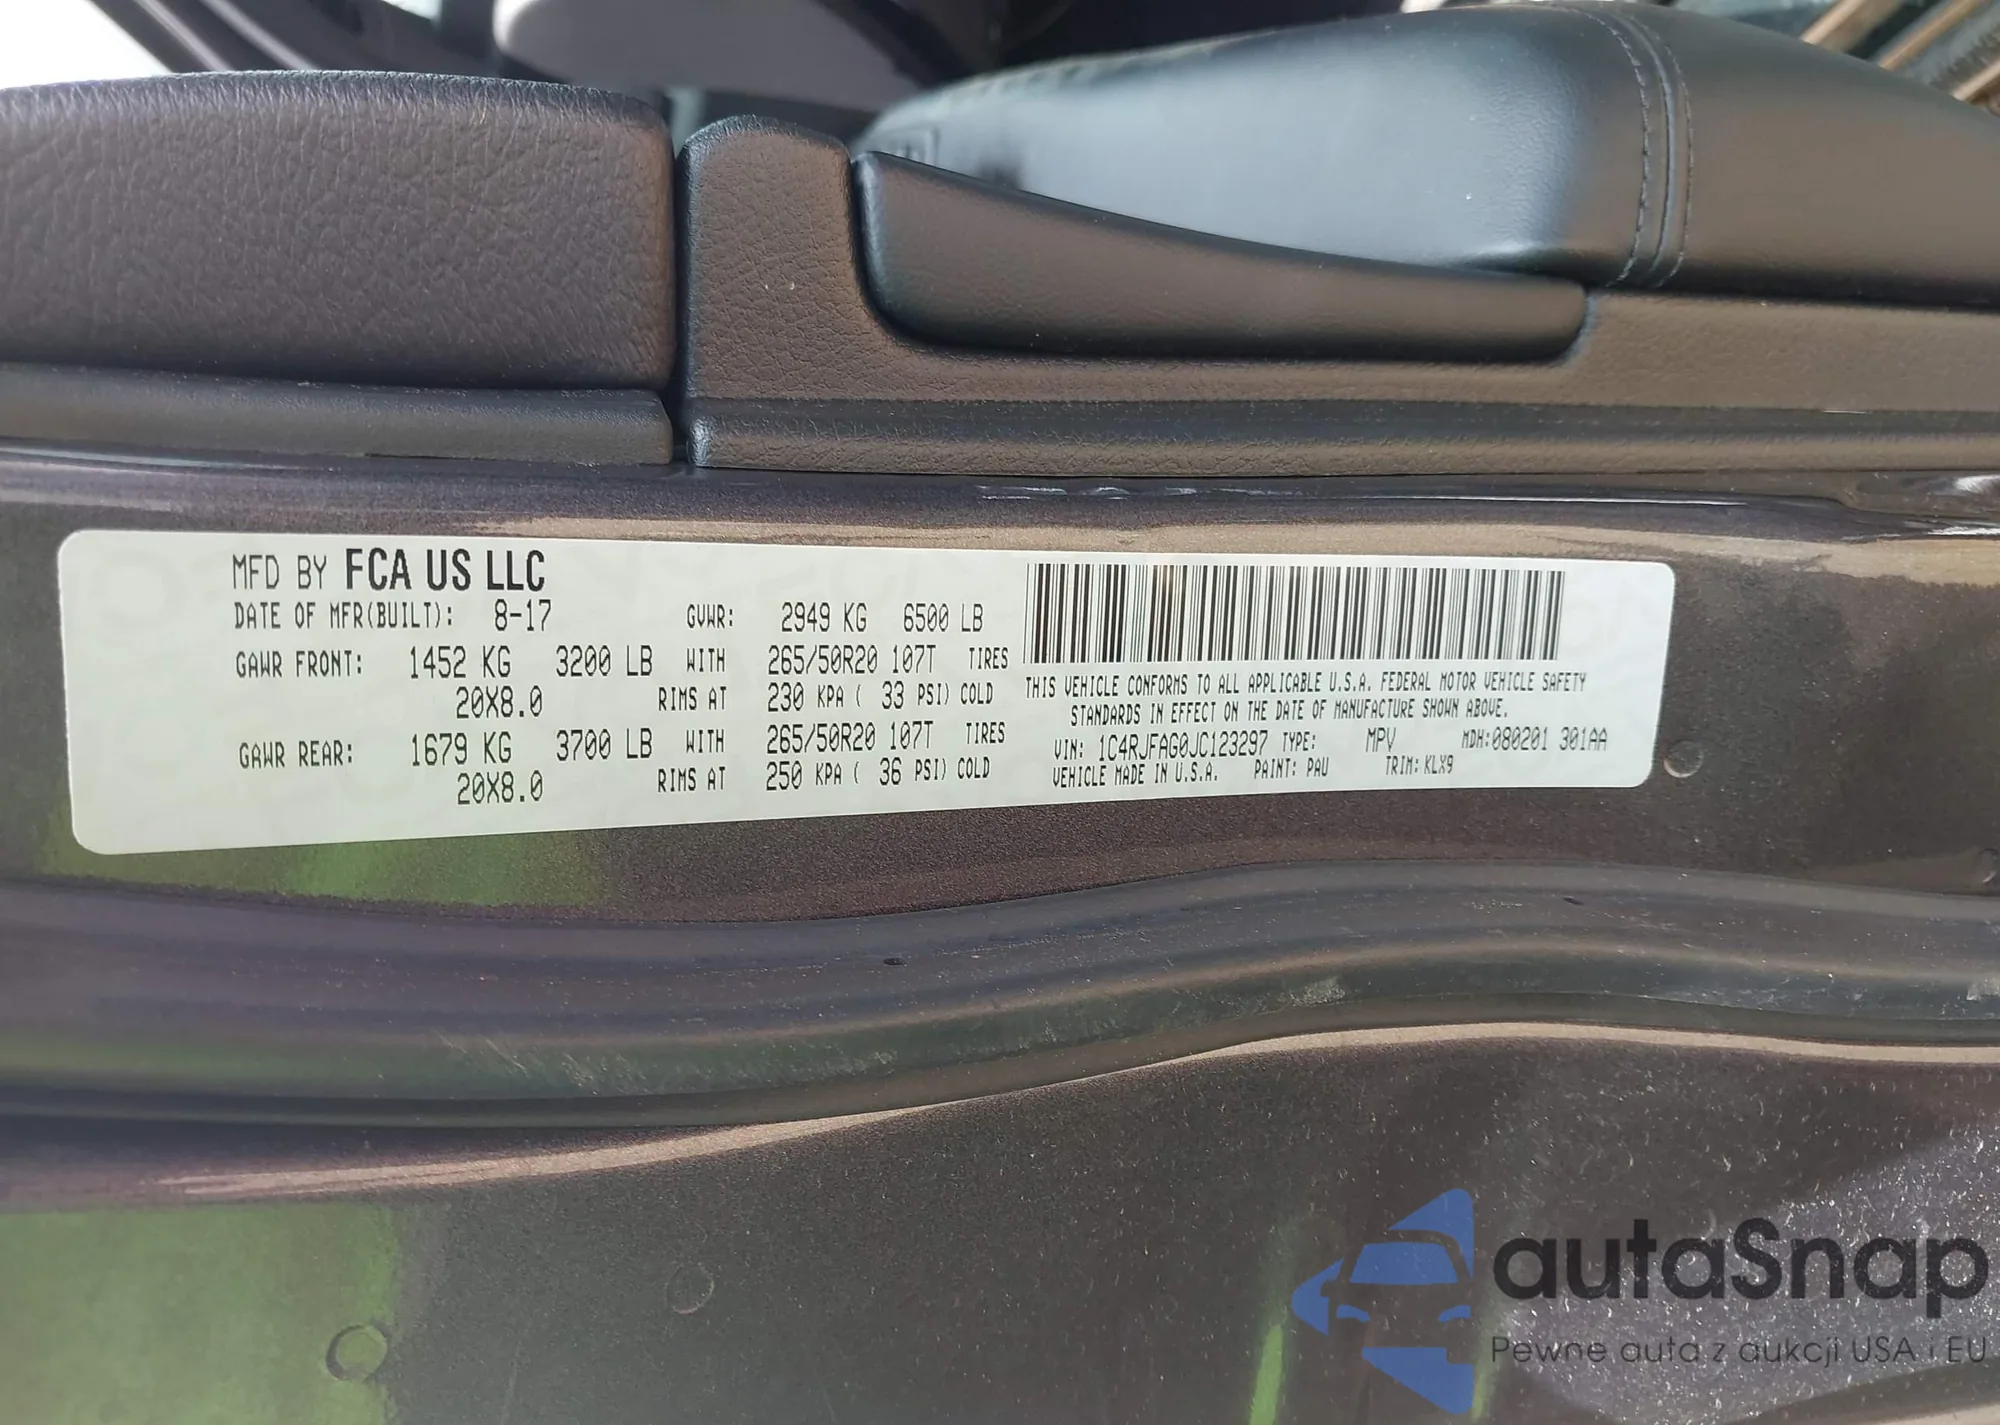 MFD BY FCA US LLC
DATE OF MFR(BUILT): 8-17 GVWR: 2949 KG 6500 LB
GAWR FRONT: 1452 KG 3200 LB WITH 265/50R20 107T TIRES
20X8.0 RIMS AT 230 KPA ( 33 PSI) COLD
GAWR REAR: 1679 KG 3700 LB WITH 265/50R20 107T TIRES
20X8.0 RIMS AT 250 KPA ( 36 PSI) COLD
THIS VEHICLE CONFORMS TO ALL APPLICABLE U.S.A. FEDERAL MOTOR VEHICLE SAFETY
STANDARDS IN EFFECT ON THE DATE OF MANUFACTURE SHOWN ABOVE.
VIN: 1C4RJFAG0JC123297 TYPE: MPV MDH:080201 301AA
VEHICLE MADE IN U.S.A. PAINT: PAU TRIM: KLX9
autaSnap
Pewne auta z aukcji USA i EU